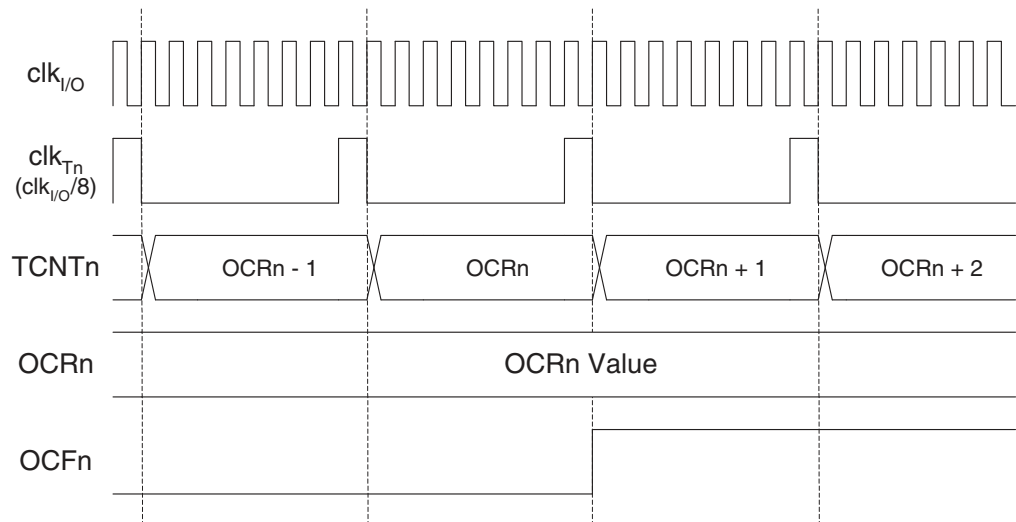 clkI/O
clkTn
(clkI/O/8)
TCNTn
OCRn - 1
OCRn
OCRn + 1
OCRn + 2
OCRn
OCRn Value
OCFn